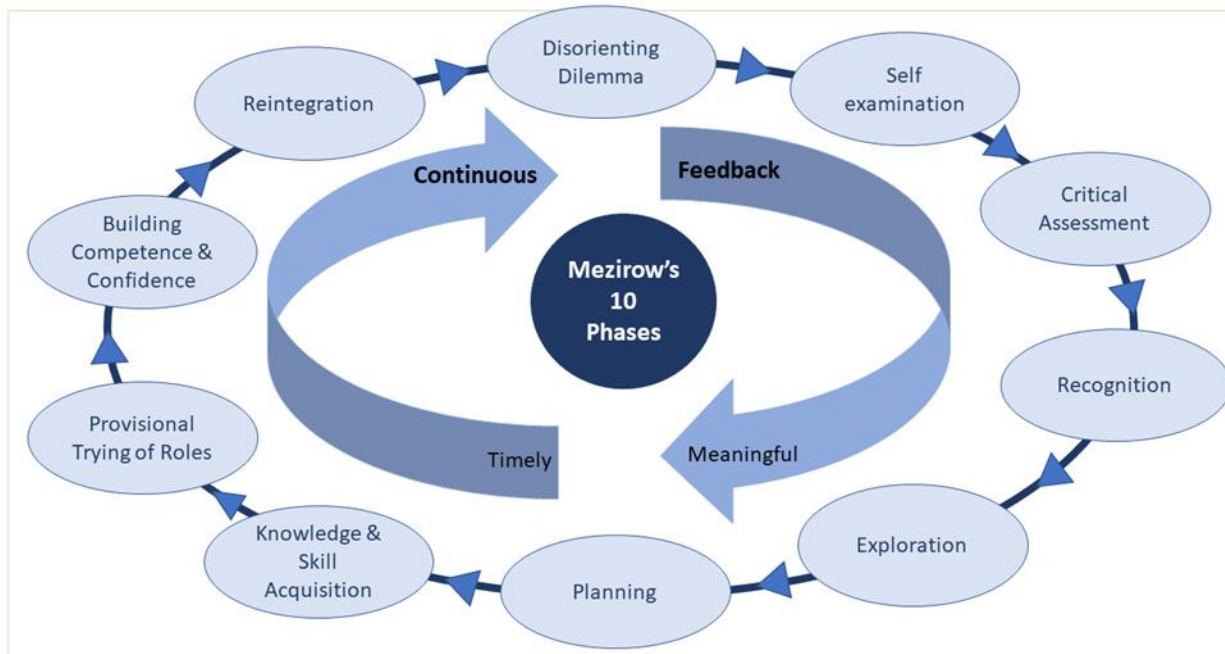 Disorienting
Dilemma
Self
examination
Critical
Assessment
Recognition
Exploration
Planning
Knowledge &
Skill
Acquisition
Provisional
Trying of Roles
Building
Competence &
Confidence
Reintegration
Continuous
Feedback
Mezirow’s
10
Phases
Timely
Meaningful